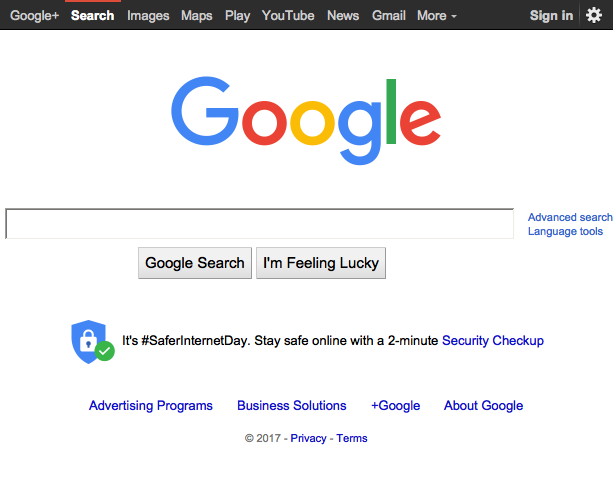 Google+ Search Images Maps Play YouTube News Gmail More Sign in
Google
Advanced search
Language tools
Google Search I'm Feeling Lucky
It's #SaferInternetDay. Stay safe online with a 2-minute Security Checkup
Advertising Programs Business Solutions +Google About Google
© 2017 - Privacy - Terms